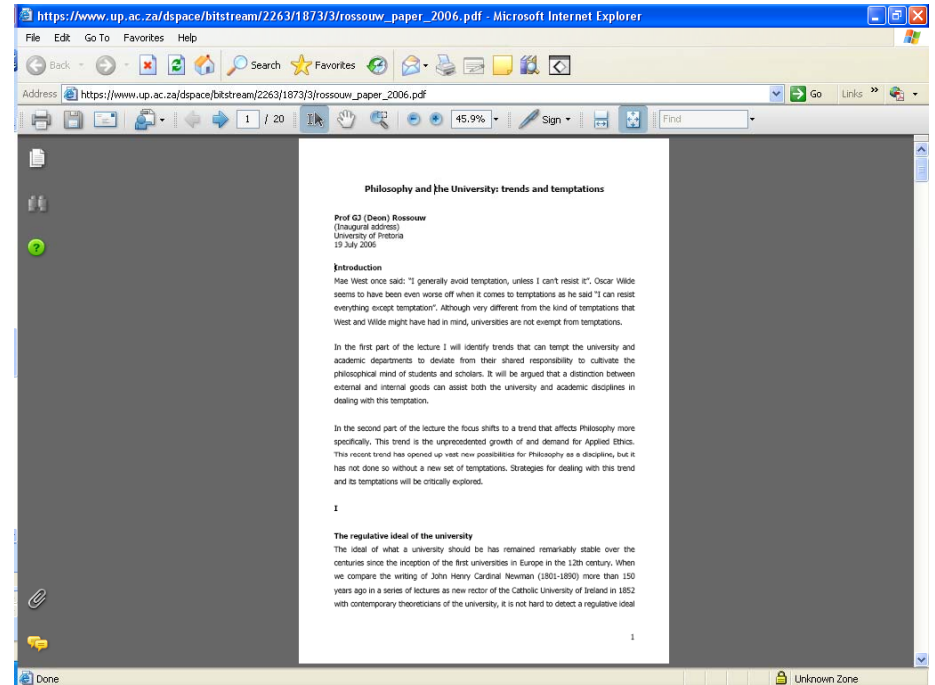 https://www.up.ac.za/dspace/bitstream/2263/1873/3/rossouw_paper_2006.pdf - Microsoft Internet Explorer
File Edit Go To Favorites Help
Back Search Favorites
Address https://www.up.ac.za/dspace/bitstream/2263/1873/3/rossouw_paper_2006.pdf Go Links »
1 / 20 45.9% Sign Find
Philosophy and the University: trends and temptations
Prof GJ (Deon) Rossouw
(Inaugural address)
University of Pretoria
19 July 2006
Introduction
Mae West once said: “I generally avoid temptation, unless I can’t resist it”. Oscar Wilde
seems to have been even worse off when it comes to temptations as he said “I can resist
everything except temptation”. Although very different from the kind of temptations that
West and Wilde might have had in mind, universities are not exempt from temptations.
In the first part of the lecture I will identify trends that can tempt the university and
academic departments to deviate from their shared responsibility to cultivate the
philosophical mind of students and scholars. It will be argued that a distinction between
external and internal goods can assist both the university and academic disciplines in
dealing with this temptation.
In the second part of the lecture the focus shifts to a trend that affects Philosophy more
specifically. This trend is the unprecedented growth of and demand for Applied Ethics.
This recent trend has opened up vast new possibilities for Philosophy as a discipline, but it
has not done so without a new set of temptations. Strategies for dealing with this trend
and its temptations will be critically explored.
I
The regulative ideal of the university
The ideal of what a university should be has remained remarkably stable over the
centuries since the inception of the first universities in Europe in the 12th century. When
we compare the writing of John Henry Cardinal Newman (1801-1890) more than 150
years ago in a series of lectures as new rector of the Catholic University of Ireland in 1852
with contemporary theoreticians of the university, it is not hard to detect a regulative ideal
1
Done Unknown Zone